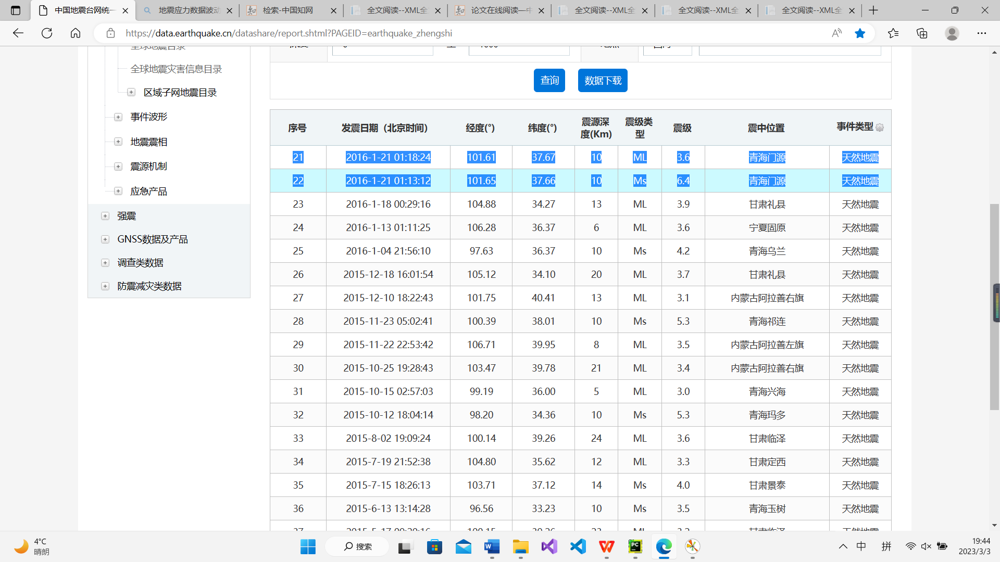 中国地震台网统一
地震应力数据波动
检索-中国知网
全文阅读--XML全
论文在线阅读—中
全文阅读--XML全
全文阅读--XML全
全文阅读--XML全
https://data.earthquake.cn/datashare/report.shtml?PAGEID=earthquake_zhengshi
全球地震目录
全球地震灾害信息目录
区域子网地震目录
事件波形
地震震相
震源机制
应急产品
强震
GNSS数据及产品
调查类数据
防震减灾类数据
查询 数据下载
序号 发震日期（北京时间） 经度(°) 纬度(°) 震源深度(Km) 震级类型 震级 震中位置 事件类型
21 2016-1-21 01:18:24 101.61 37.67 10 ML 3.6 青海门源 天然地震
22 2016-1-21 01:13:12 101.65 37.66 10 Ms 6.4 青海门源 天然地震
23 2016-1-18 00:29:16 104.88 34.27 13 ML 3.9 甘肃礼县 天然地震
24 2016-1-13 01:11:25 106.28 36.37 6 ML 3.6 宁夏固原 天然地震
25 2016-1-04 21:56:10 97.63 36.37 10 Ms 4.2 青海乌兰 天然地震
26 2015-12-18 16:01:54 105.12 34.10 20 ML 3.7 甘肃礼县 天然地震
27 2015-12-10 18:22:43 101.75 40.41 13 ML 3.1 内蒙古阿拉善右旗 天然地震
28 2015-11-23 05:02:41 100.39 38.01 10 Ms 5.3 青海祁连 天然地震
29 2015-11-22 22:53:42 106.71 39.95 8 ML 3.5 内蒙古阿拉善左旗 天然地震
30 2015-10-25 19:28:43 103.47 39.78 21 ML 3.4 内蒙古阿拉善右旗 天然地震
31 2015-10-15 02:57:03 99.19 36.00 5 ML 3.0 青海兴海 天然地震
32 2015-10-12 18:04:14 98.20 34.36 10 Ms 5.3 青海玛多 天然地震
33 2015-8-02 19:09:24 100.14 39.26 24 ML 3.6 甘肃临泽 天然地震
34 2015-7-19 21:52:38 104.80 35.62 12 ML 3.3 甘肃定西 天然地震
35 2015-7-15 18:26:13 103.71 37.12 14 Ms 4.0 甘肃景泰 天然地震
36 2015-6-13 13:14:28 96.56 33.23 10 Ms 3.5 青海玉树 天然地震
4°C
晴朗
搜索
中 拼
19:44
2023/3/3